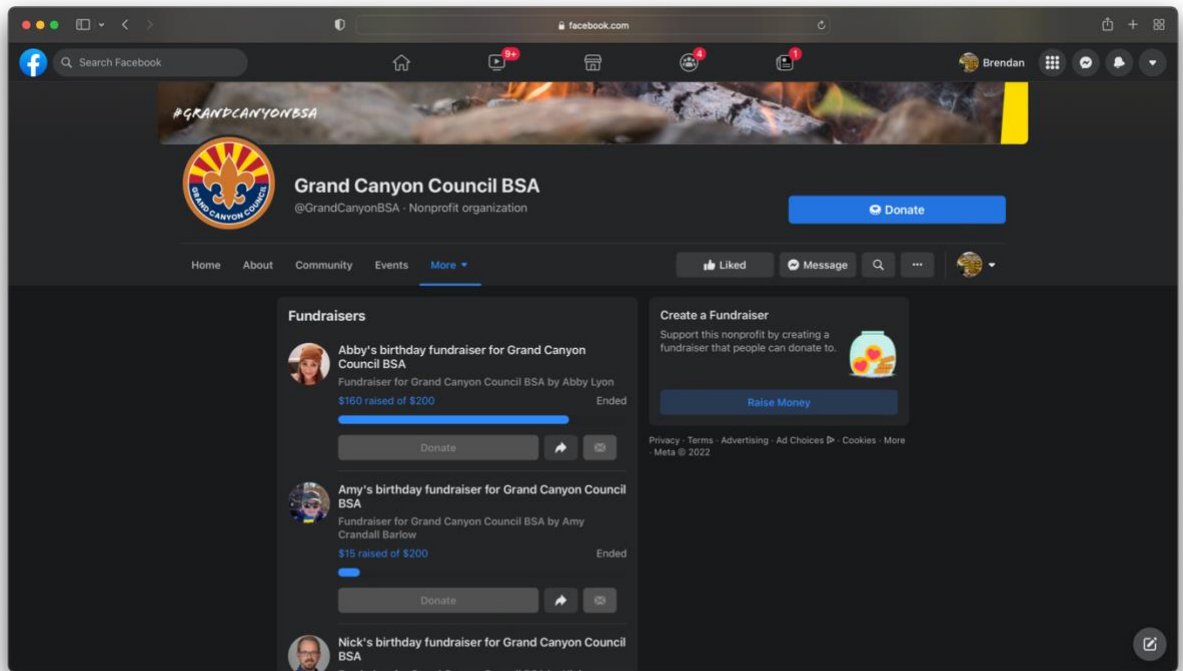 facebook.com
Search Facebook
9+
4
1
Brendan
#GRANDCANYONBSA
GRAND CANYON COUNCIL
Grand Canyon Council BSA
@GrandCanyonBSA · Nonprofit organization
Donate
Home
About
Community
Events
More
Liked
Message
Fundraisers
Abby's birthday fundraiser for Grand Canyon
Council BSA
Fundraiser for Grand Canyon Council BSA by Abby Lyon
$160 raised of $200
Ended
Donate
Amy's birthday fundraiser for Grand Canyon Council
BSA
Fundraiser for Grand Canyon Council BSA by Amy
Crandall Barlow
$15 raised of $200
Ended
Donate
Nick's birthday fundraiser for Grand Canyon Council
BSA
Create a Fundraiser
Support this nonprofit by creating a
fundraiser that people can donate to.
Raise Money
Privacy · Terms · Advertising · Ad Choices · Cookies · More
· Meta © 2022